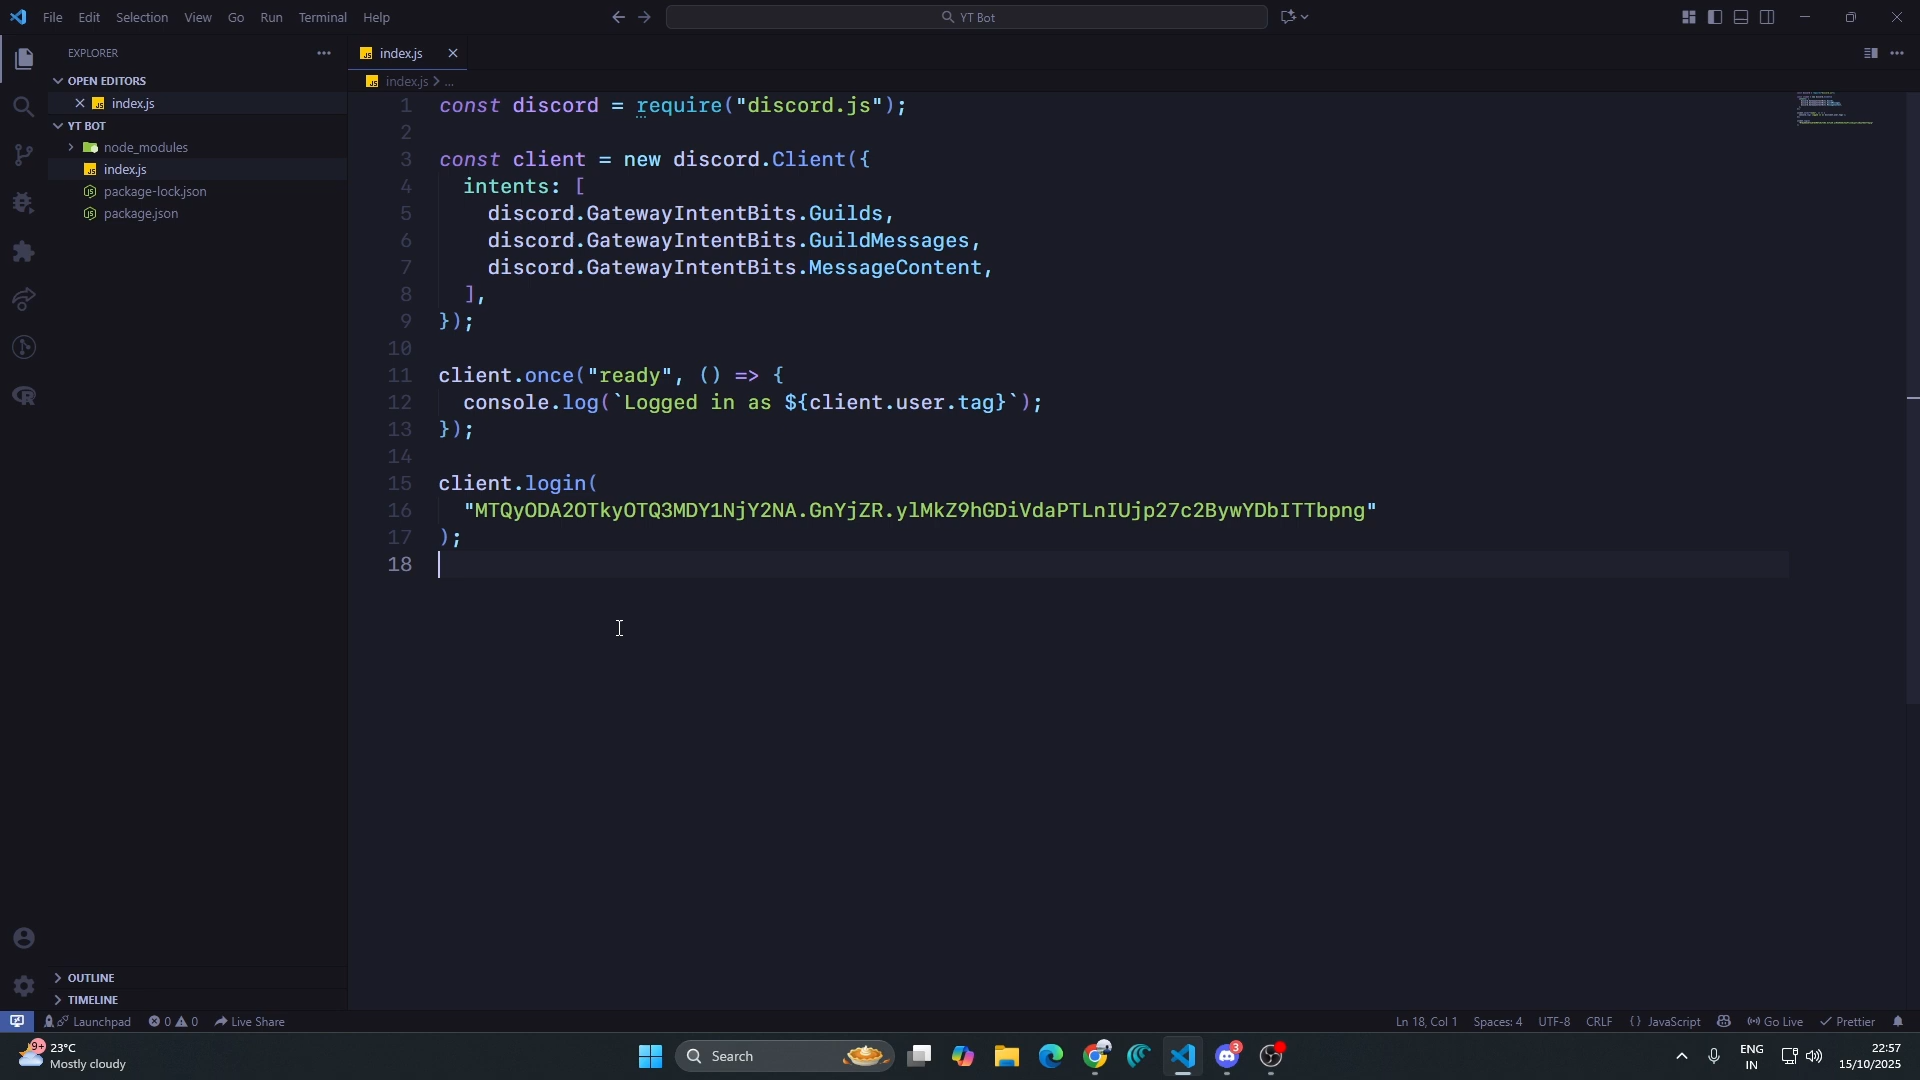 File Edit Selection View Go Run Terminal Help
YT Bot
EXPLORER
OPEN EDITORS
index.js
YT BOT
node_modules
index.js
package-lock.json
package.json
OUTLINE
TIMELINE
index.js
index.js > ...
1 const discord = require("discord.js");
2
3 const client = new discord.Client({
4 intents: [
5 discord.GatewayIntentBits.Guilds,
6 discord.GatewayIntentBits.GuildMessages,
7 discord.GatewayIntentBits.MessageContent,
8 ],
9 });
10
11 client.once("ready", () => {
12 console.log(`Logged in as ${client.user.tag}`);
13 });
14
15 client.login(
16 "MTQyODA2OTkyOTQ3MDY1NjY2NA.GnYjZR.ylMkZ9hGDiVdaPTLnIUjp27c2BywYDbITTbpng"
17 );
18
Launchpad 0 0 Live Share
Ln 18, Col 1 Spaces: 4 UTF-8 CRLF {} JavaScript Go Live Prettier
9+ 23°C
Mostly cloudy
Search
3
ENG
IN
22:57
15/10/2025